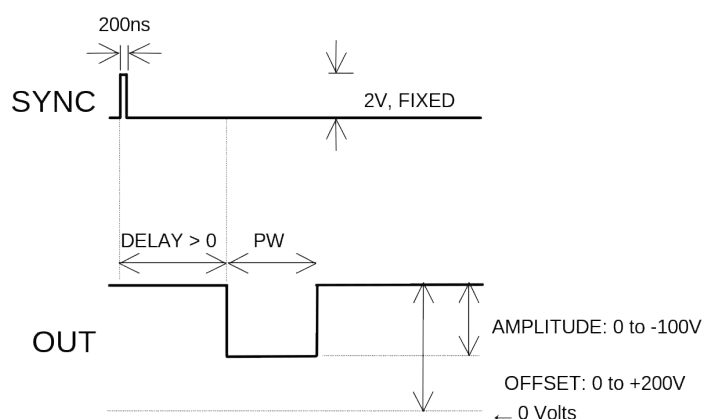 200ns
SYNC
2V, FIXED
DELAY > 0
PW
OUT
AMPLITUDE: 0 to -100V
OFFSET: 0 to +200V
0 Volts